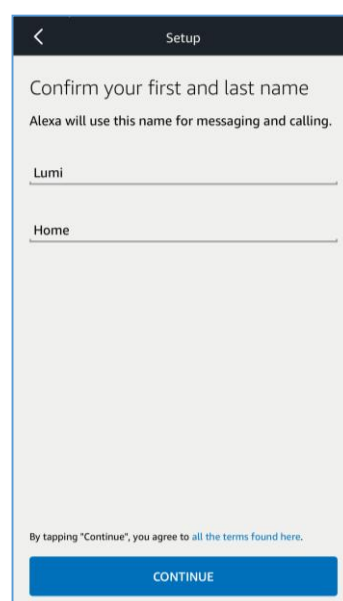 Setup
Confirm your first and last name
Alexa will use this name for messaging and calling.
Lumi
Home
By tapping "Continue", you agree to all the terms found here.
CONTINUE